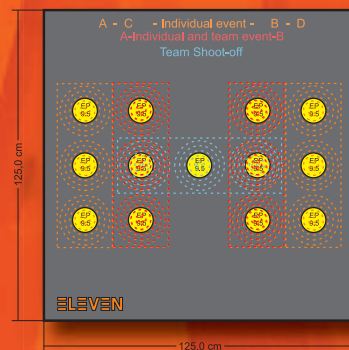 A - C - Individual event - B - D
A-Individual and team event-B
Team Shoot-off
EP EP EP EP
9.5 9.5 9.5 9.5
EP EP EP EP EP
9.5 9.5 9.5 9.5 9.5
EP EP EP EP
9.5 9.5 9.5 9.5
125,0 cm
ELEVEN
125,0 cm